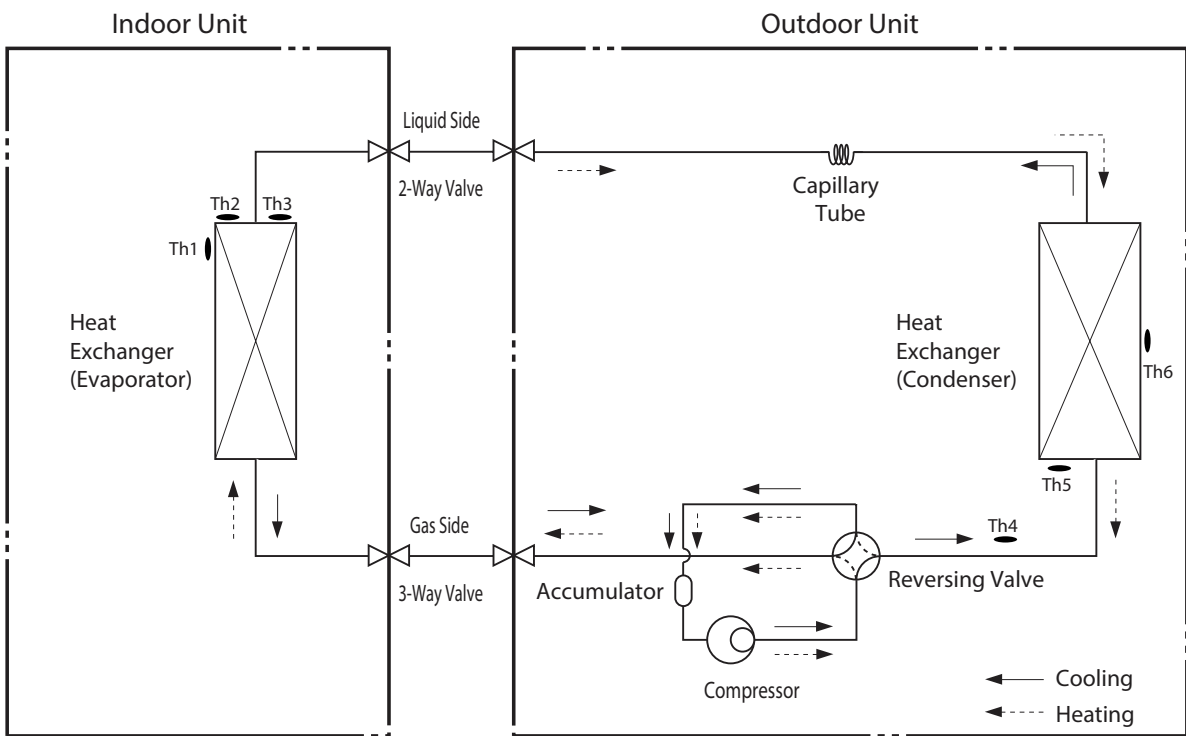 Indoor Unit
Outdoor Unit
Liquid Side
2-Way Valve
Capillary
Tube
Th2
Th3
Th1
Heat
Exchanger
(Evaporator)
Heat
Exchanger
(Condenser)
Th6
Th5
Gas Side
3-Way Valve
Th4
Accumulator
Reversing Valve
Compressor
Cooling
Heating